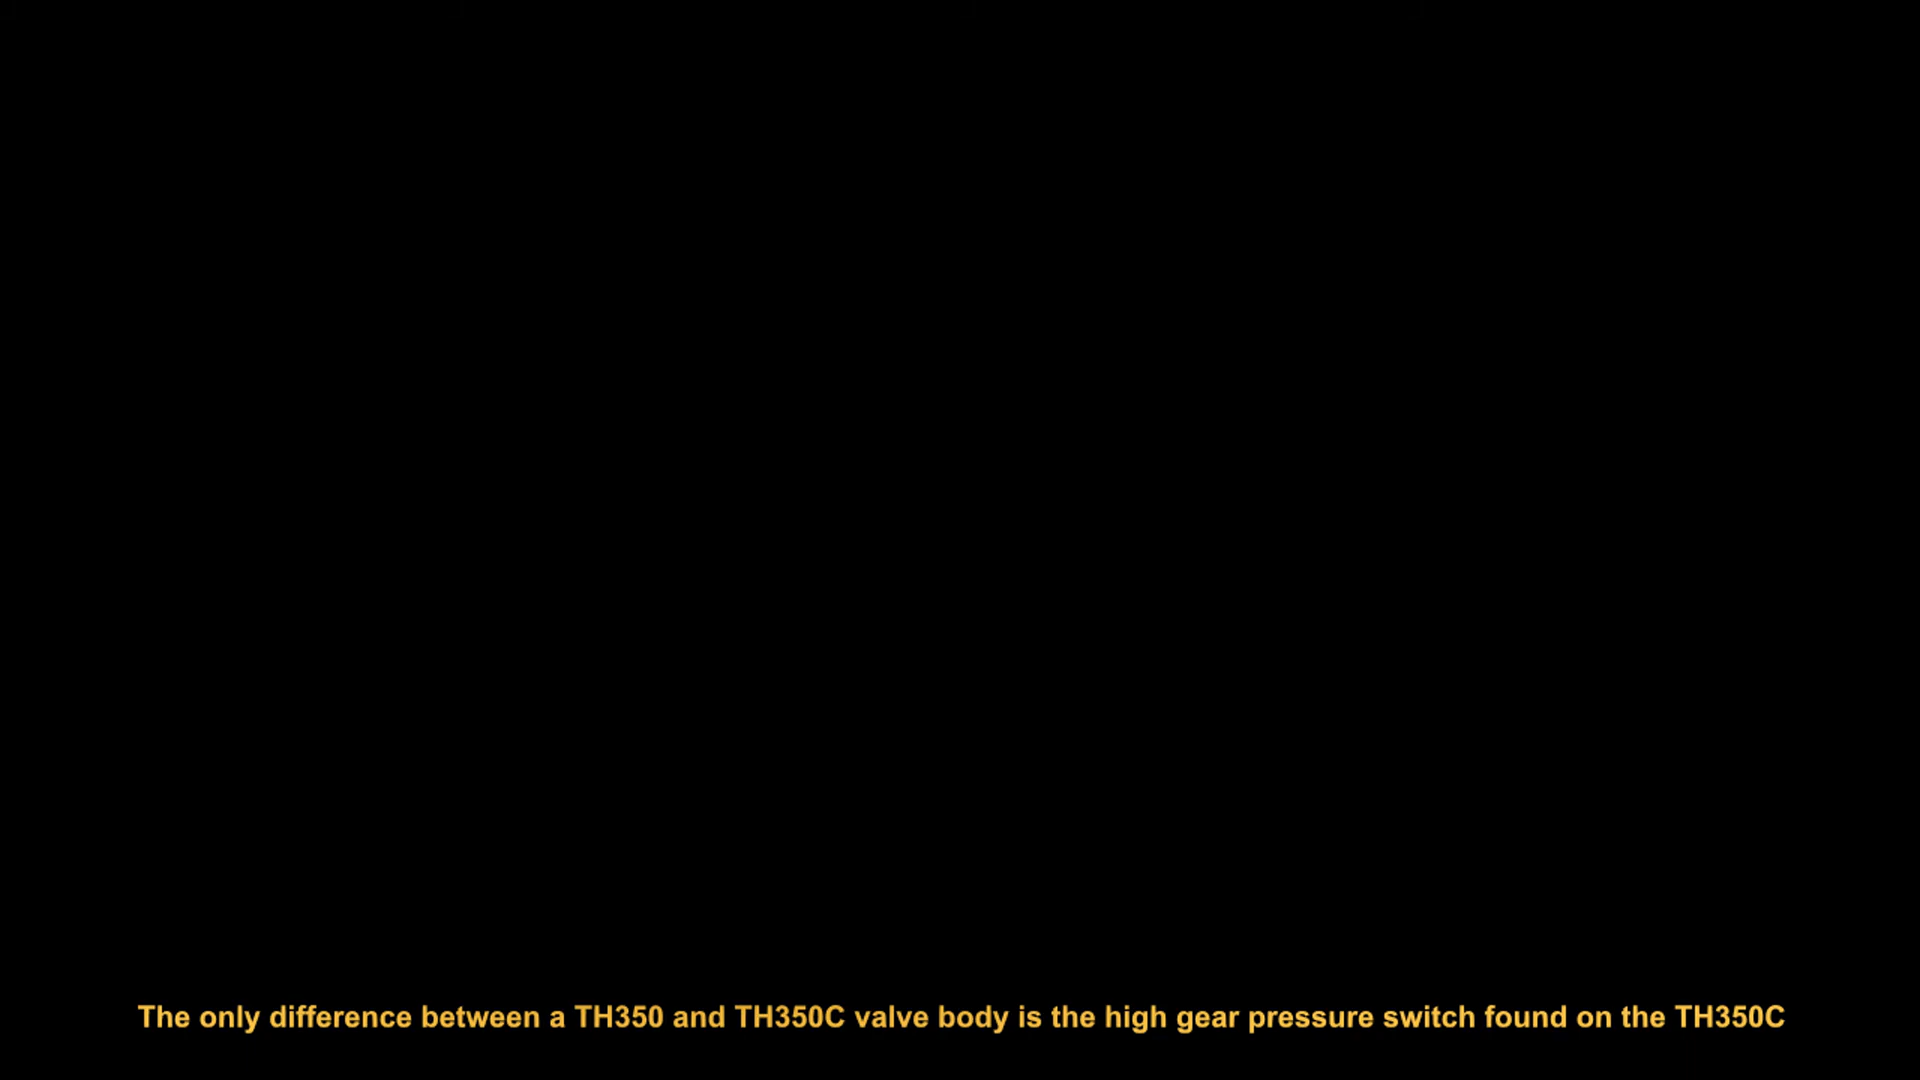 The only difference between a TH350 and TH350C valve body is the high gear pressure switch found on the TH350C